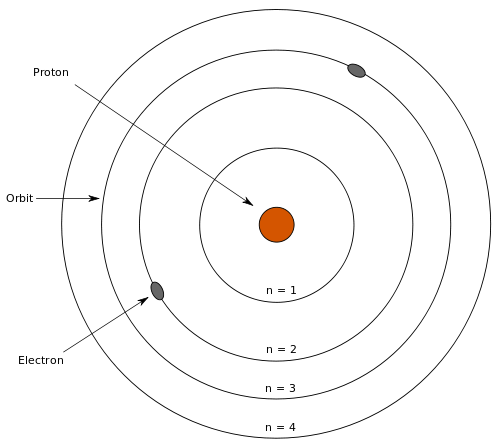 Proton
Orbit
n = 1
n = 2
Electron
n = 3
n = 4